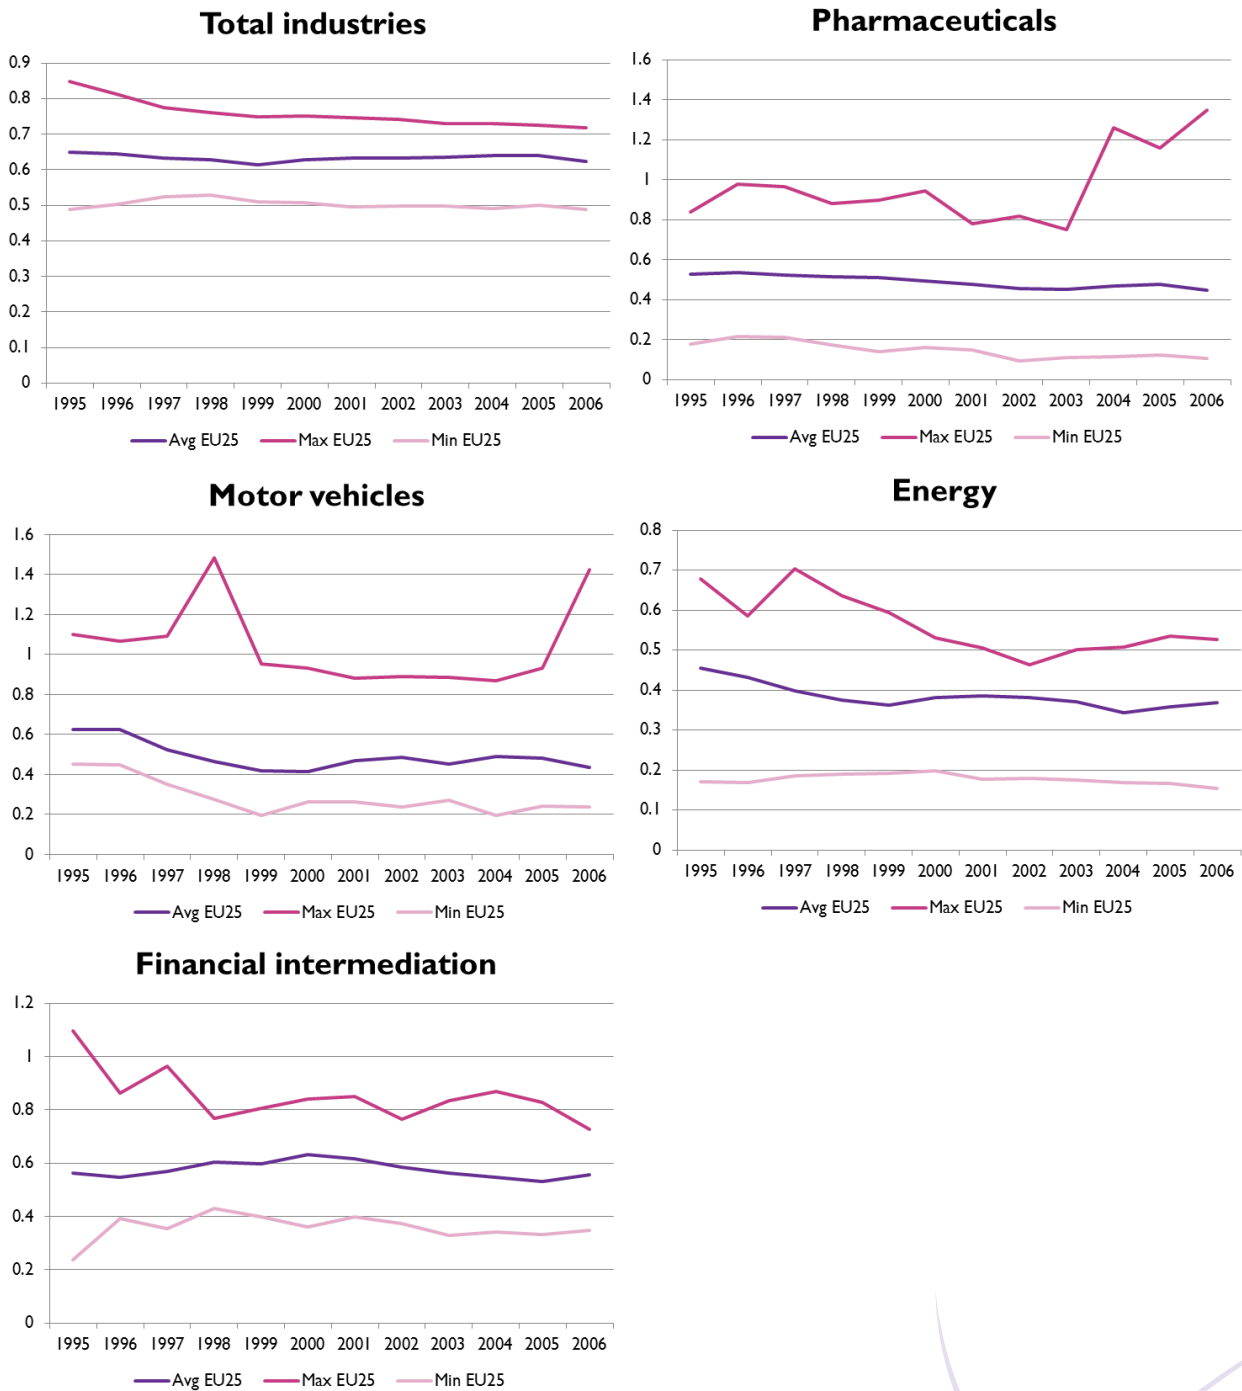 Total industries
0.9
0.8
0.7
0.6
0.5
0.4
0.3
0.2
0.1
0
1995 1996 1997 1998 1999 2000 2001 2002 2003 2004 2005 2006
Avg EU25 Max EU25 Min EU25
Pharmaceuticals
1.6
1.4
1.2
1
0.8
0.6
0.4
0.2
0
1995 1996 1997 1998 1999 2000 2001 2002 2003 2004 2005 2006
Avg EU25 Max EU25 Min EU25
Motor vehicles
1.6
1.4
1.2
1
0.8
0.6
0.4
0.2
0
1995 1996 1997 1998 1999 2000 2001 2002 2003 2004 2005 2006
Avg EU25 Max EU25 Min EU25
Energy
0.8
0.7
0.6
0.5
0.4
0.3
0.2
0.1
0
1995 1996 1997 1998 1999 2000 2001 2002 2003 2004 2005 2006
Avg EU25 Max EU25 Min EU25
Financial intermediation
1.2
1
0.8
0.6
0.4
0.2
0
1995 1996 1997 1998 1999 2000 2001 2002 2003 2004 2005 2006
Avg EU25 Max EU25 Min EU25